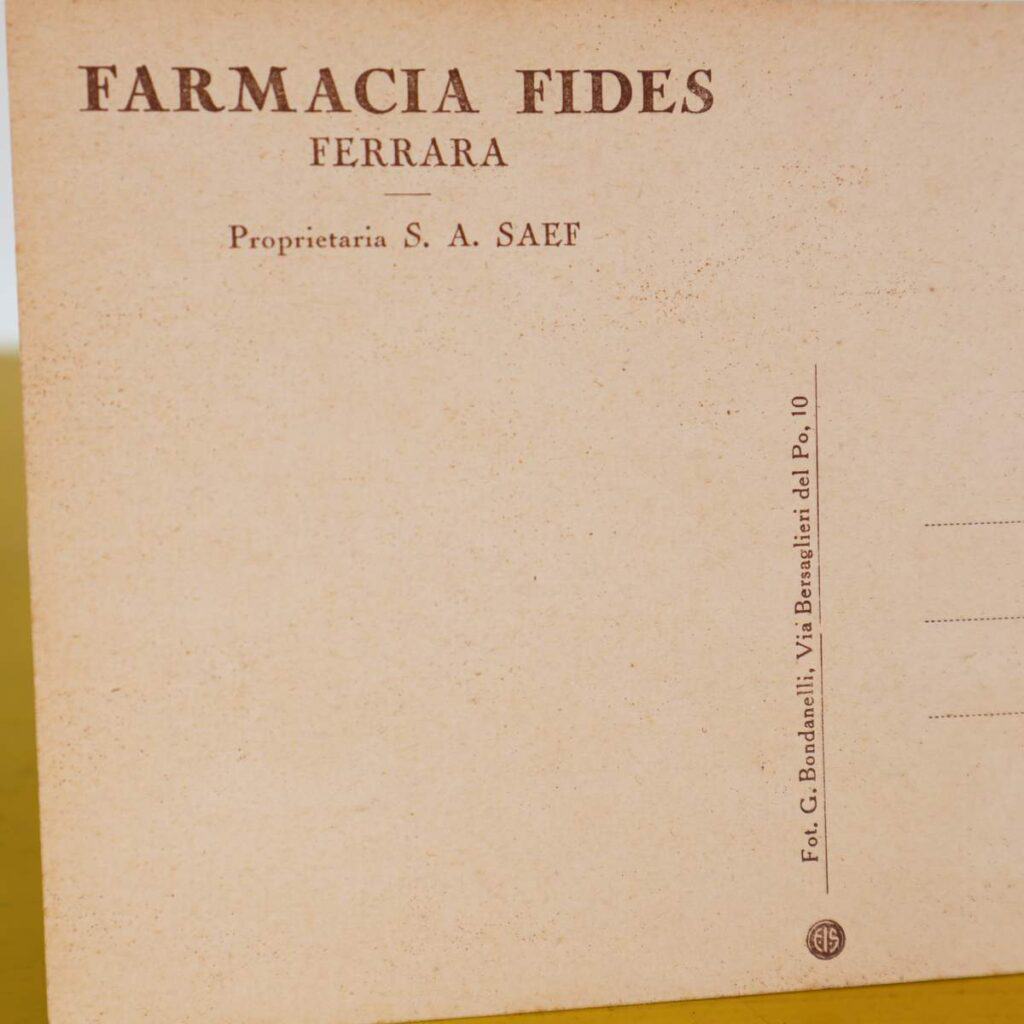 FARMACIA FIDES
FERRARA
Proprietaria S. A. SAEF
Fot. G. Bondanelli, Via Bersaglieri del Po, 10